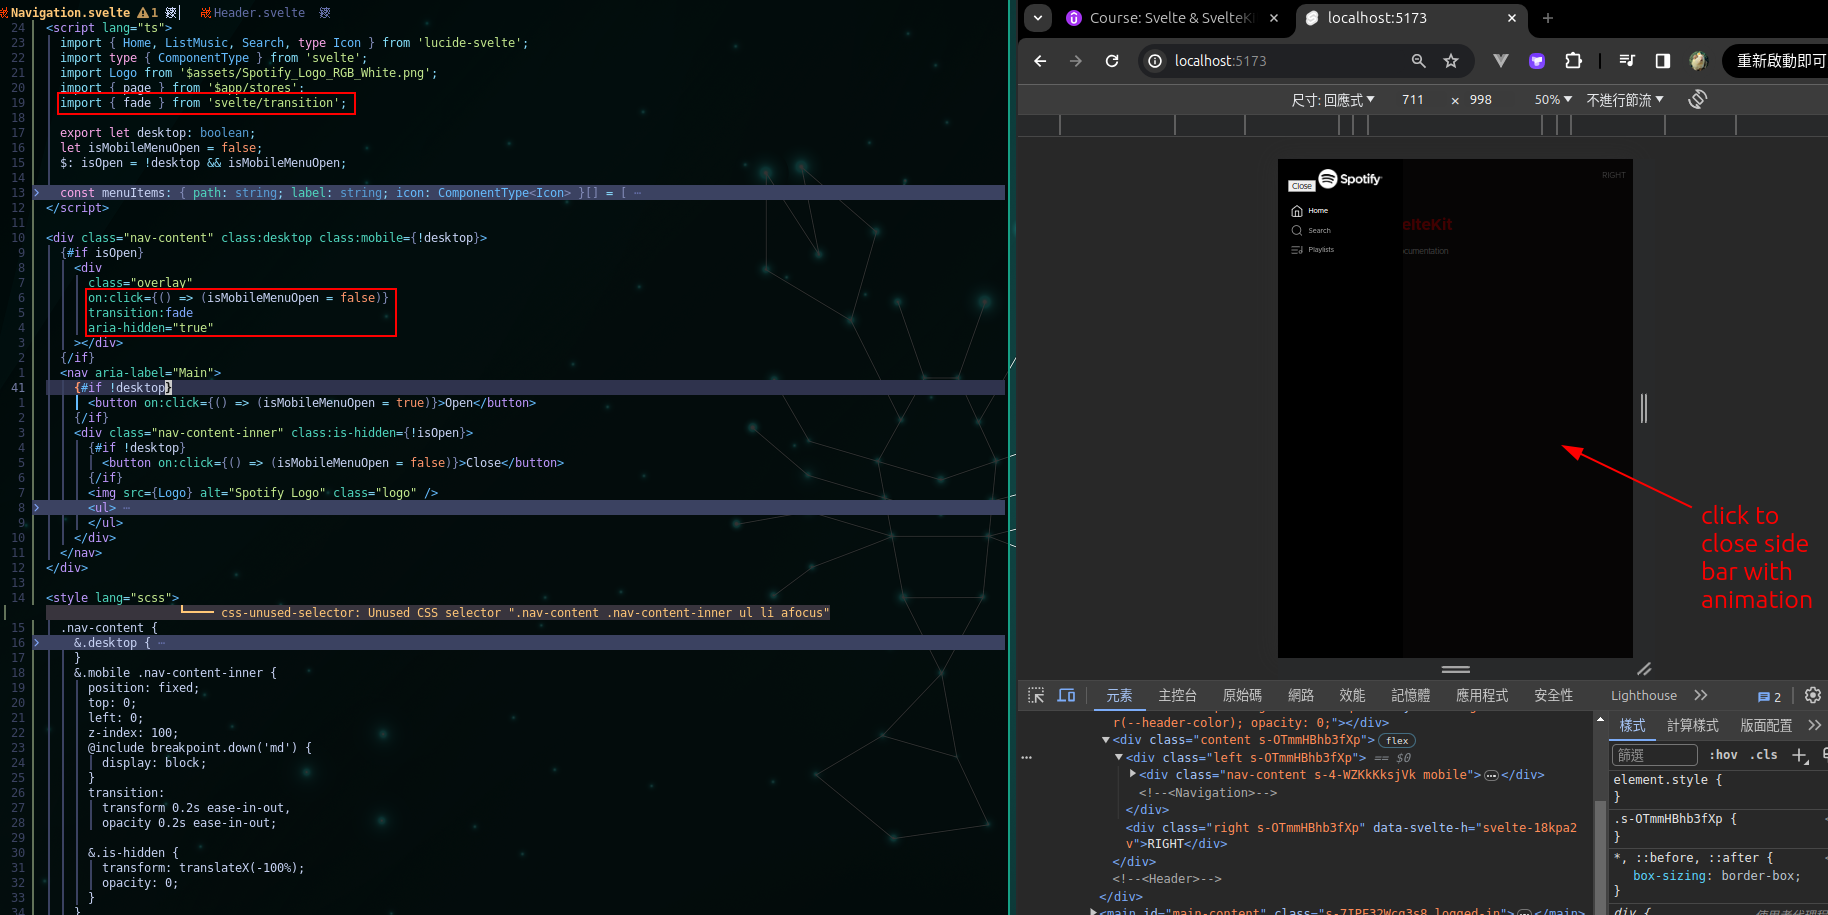 Navigation.svelte 1
Header.svelte
24 <script lang="ts">
23 import { Home, ListMusic, Search, type Icon } from 'lucide-svelte';
22 import type { ComponentType } from 'svelte';
21 import Logo from '$assets/Spotify_Logo_RGB_White.png';
20 import { page } from '$app/stores';
19 import { fade } from 'svelte/transition';
18
17 export let desktop: boolean;
16 let isMobileMenuOpen = false;
15 $: isOpen = !desktop && isMobileMenuOpen;
14
13 const menuItems: { path: string; label: string; icon: ComponentType<Icon> }[] = [ ⋯
12 </script>
11
10 <div class="nav-content" class:desktop class:mobile={!desktop}>
9 {#if isOpen}
8 <div
7 class="overlay"
6 on:click={() => (isMobileMenuOpen = false)}
5 transition:fade
4 aria-hidden="true"
3 ></div>
2 {/if}
1 <nav aria-label="Main">
41 {#if !desktop}
1 <button on:click={() => (isMobileMenuOpen = true)}>Open</button>
2 {/if}
3 <div class="nav-content-inner" class:is-hidden={!isOpen}>
4 {#if !desktop}
5 <button on:click={() => (isMobileMenuOpen = false)}>Close</button>
6 {/if}
7 <img src={Logo} alt="Spotify Logo" class="logo" />
8 <ul> ⋯
9 </ul>
10 </div>
11 </nav>
12 </div>
13
14 <style lang="scss">
css-unused-selector: Unused CSS selector ".nav-content .nav-content-inner ul li afocus"
15 .nav-content {
16 &.desktop { ⋯
17 }
18 &.mobile .nav-content-inner {
19 position: fixed;
20 top: 0;
21 left: 0;
22 z-index: 100;
23 @include breakpoint.down('md') {
24 display: block;
25 }
26 transition:
27 transform 0.2s ease-in-out,
28 opacity 0.2s ease-in-out;
29
30 &.is-hidden {
31 transform: translateX(-100%);
32 opacity: 0;
33 }
34 }
Course: Svelte & SvelteKi
localhost:5173
localhost:5173
重新啟動即可
尺寸: 回應式 711 × 998 50% 不進行節流
Close Spotify
RIGHT
Home
Search
Playlists
elteKit
ocumentation
click to
close side
bar with
animation
元素 主控台 原始碼 網路 效能 記憶體 應用程式 安全性 Lighthouse 2
r(--header-color); opacity: 0;"></div>
<div class="content s-OTmmHBhb3fXp"> flex
<div class="left s-OTmmHBhb3fXp"> == $0
<div class="nav-content s-4-WZKkKksjVk mobile">⋯</div>
<!--<Navigation>-->
</div>
<div class="right s-OTmmHBhb3fXp" data-svelte-h="svelte-18kpa2
v">RIGHT</div>
</div>
<!--<Header>-->
</div>
樣式 計算樣式 版面配置
篩選 :hov .cls
element.style {
}
.s-OTmmHBhb3fXp {
}
*, ::before, ::after {
box-sizing: border-box;
}
div {